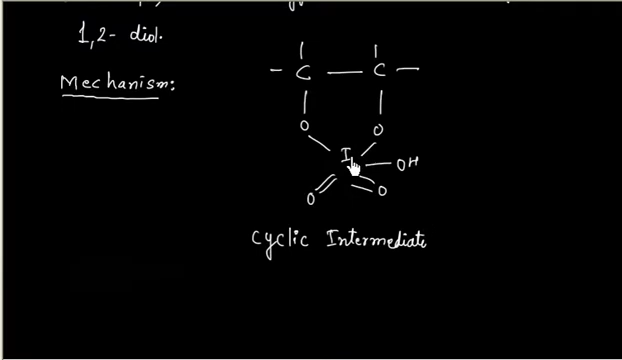 1,2- diol.
Mechanism:
C C
O O
I
OH
O O
Cyclic Intermediate